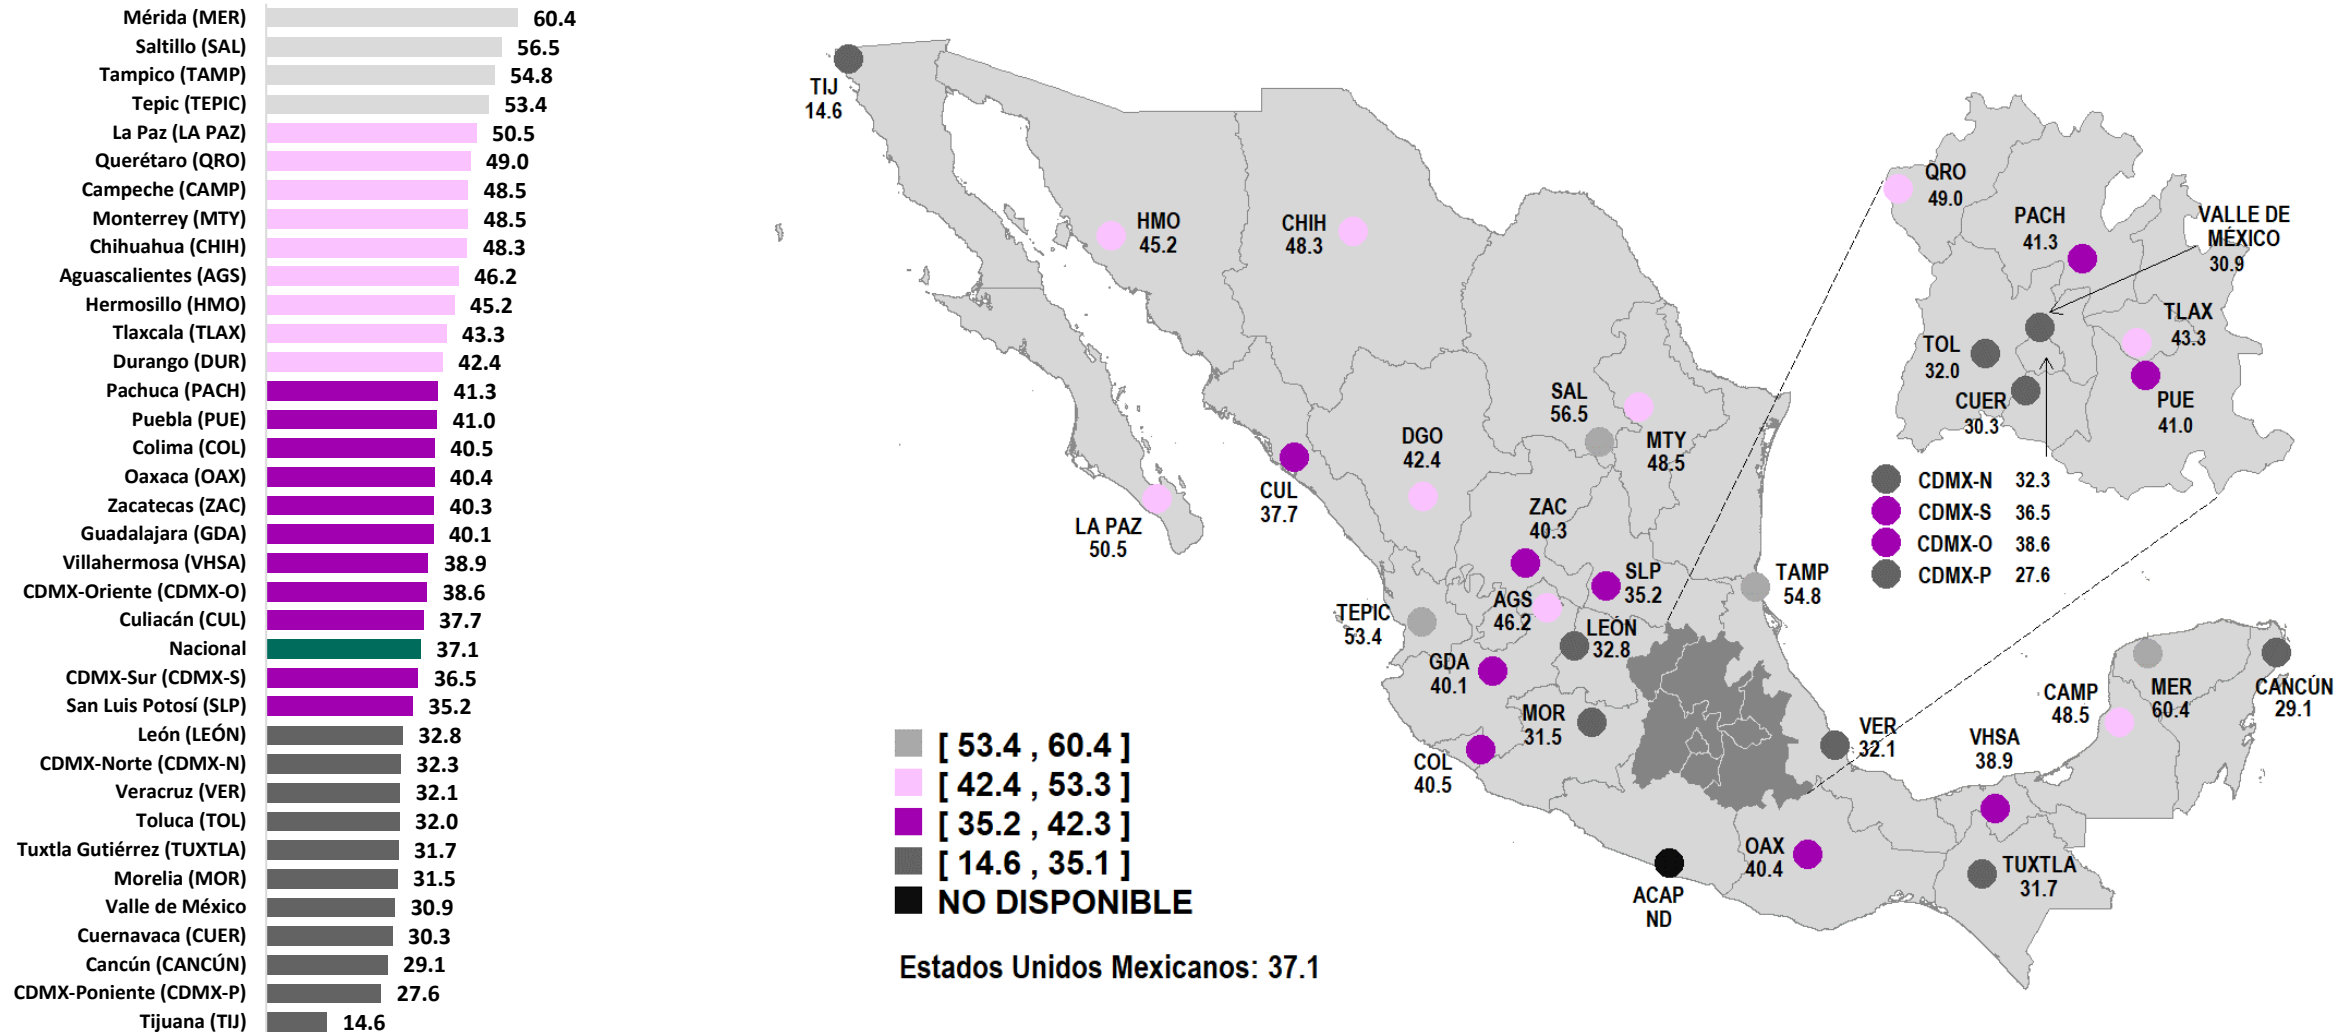 Mérida (MER) 60.4
Saltillo (SAL) 56.5
Tampico (TAMP) 54.8
Tepic (TEPIC) 53.4
La Paz (LA PAZ) 50.5
Querétaro (QRO) 49.0
Campeche (CAMP) 48.5
Monterrey (MTY) 48.5
Chihuahua (CHIH) 48.3
Aguascalientes (AGS) 46.2
Hermosillo (HMO) 45.2
Tlaxcala (TLAX) 43.3
Durango (DUR) 42.4
Pachuca (PACH) 41.3
Puebla (PUE) 41.0
Colima (COL) 40.5
Oaxaca (OAX) 40.4
Zacatecas (ZAC) 40.3
Guadalajara (GDA) 40.1
Villahermosa (VHSA) 38.9
CDMX-Oriente (CDMX-O) 38.6
Culiacán (CUL) 37.7
Nacional 37.1
CDMX-Sur (CDMX-S) 36.5
San Luis Potosí (SLP) 35.2
León (LEÓN) 32.8
CDMX-Norte (CDMX-N) 32.3
Veracruz (VER) 32.1
Toluca (TOL) 32.0
Tuxtla Gutiérrez (TUXTLA) 31.7
Morelia (MOR) 31.5
Valle de México 30.9
Cuernavaca (CUER) 30.3
Cancún (CANCÚN) 29.1
CDMX-Poniente (CDMX-P) 27.6
Tijuana (TIJ) 14.6
TIJ
14.6
HMO
45.2
CHIH
48.3
LA PAZ
50.5
CUL
37.7
DGO
42.4
SAL
56.5
MTY
48.5
ZAC
40.3
SLP
35.2
TAMP
54.8
TEPIC
53.4
AGS
46.2
LEÓN
32.8
GDA
40.1
MOR
31.5
COL
40.5
VER
32.1
ACAP
ND
OAX
40.4
VHSA
38.9
TUXTLA
31.7
CAMP
48.5
MER
60.4
CANCÚN
29.1
QRO
49.0
PACH
41.3
VALLE DE
MÉXICO
30.9
TLAX
43.3
TOL
32.0
CUER
30.3
PUE
41.0
CDMX-N 32.3
CDMX-S 36.5
CDMX-O 38.6
CDMX-P 27.6
[ 53.4 , 60.4 ]
[ 42.4 , 53.3 ]
[ 35.2 , 42.3 ]
[ 14.6 , 35.1 ]
NO DISPONIBLE
Estados Unidos Mexicanos: 37.1